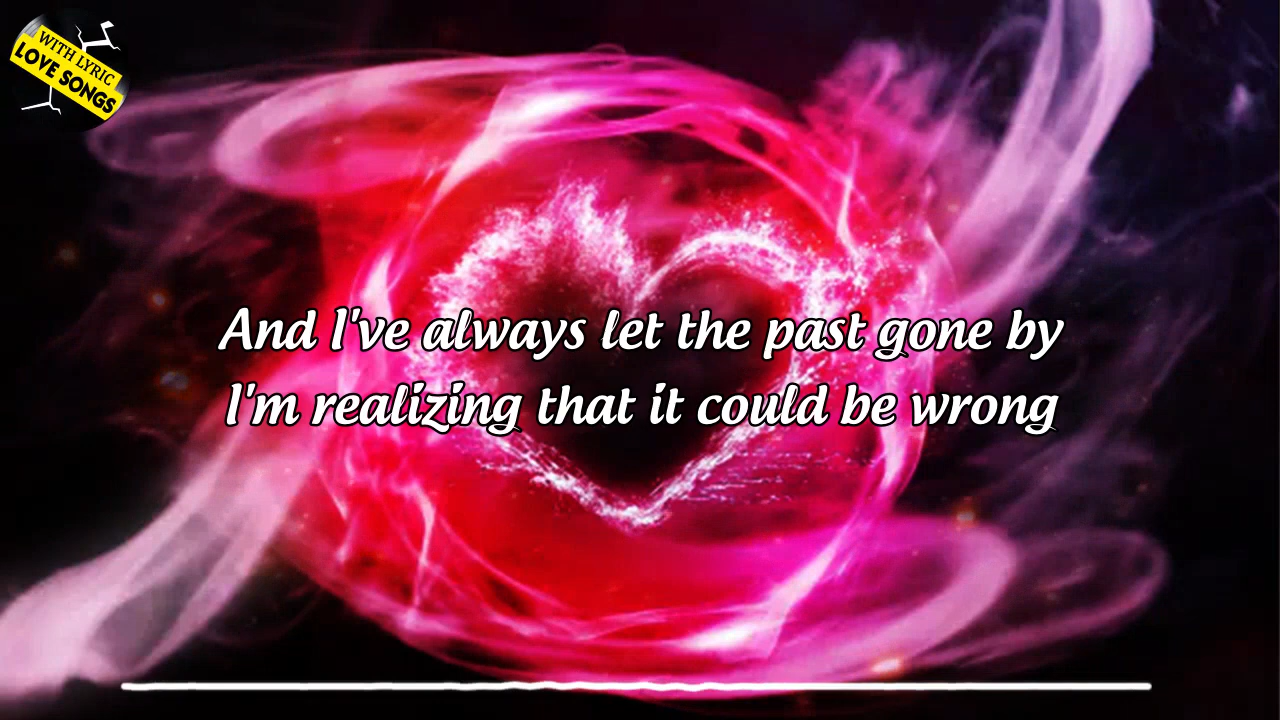 WITH LYRIC
LOVE SONGS
And I've always let the past gone by
I'm realizing that it could be wrong